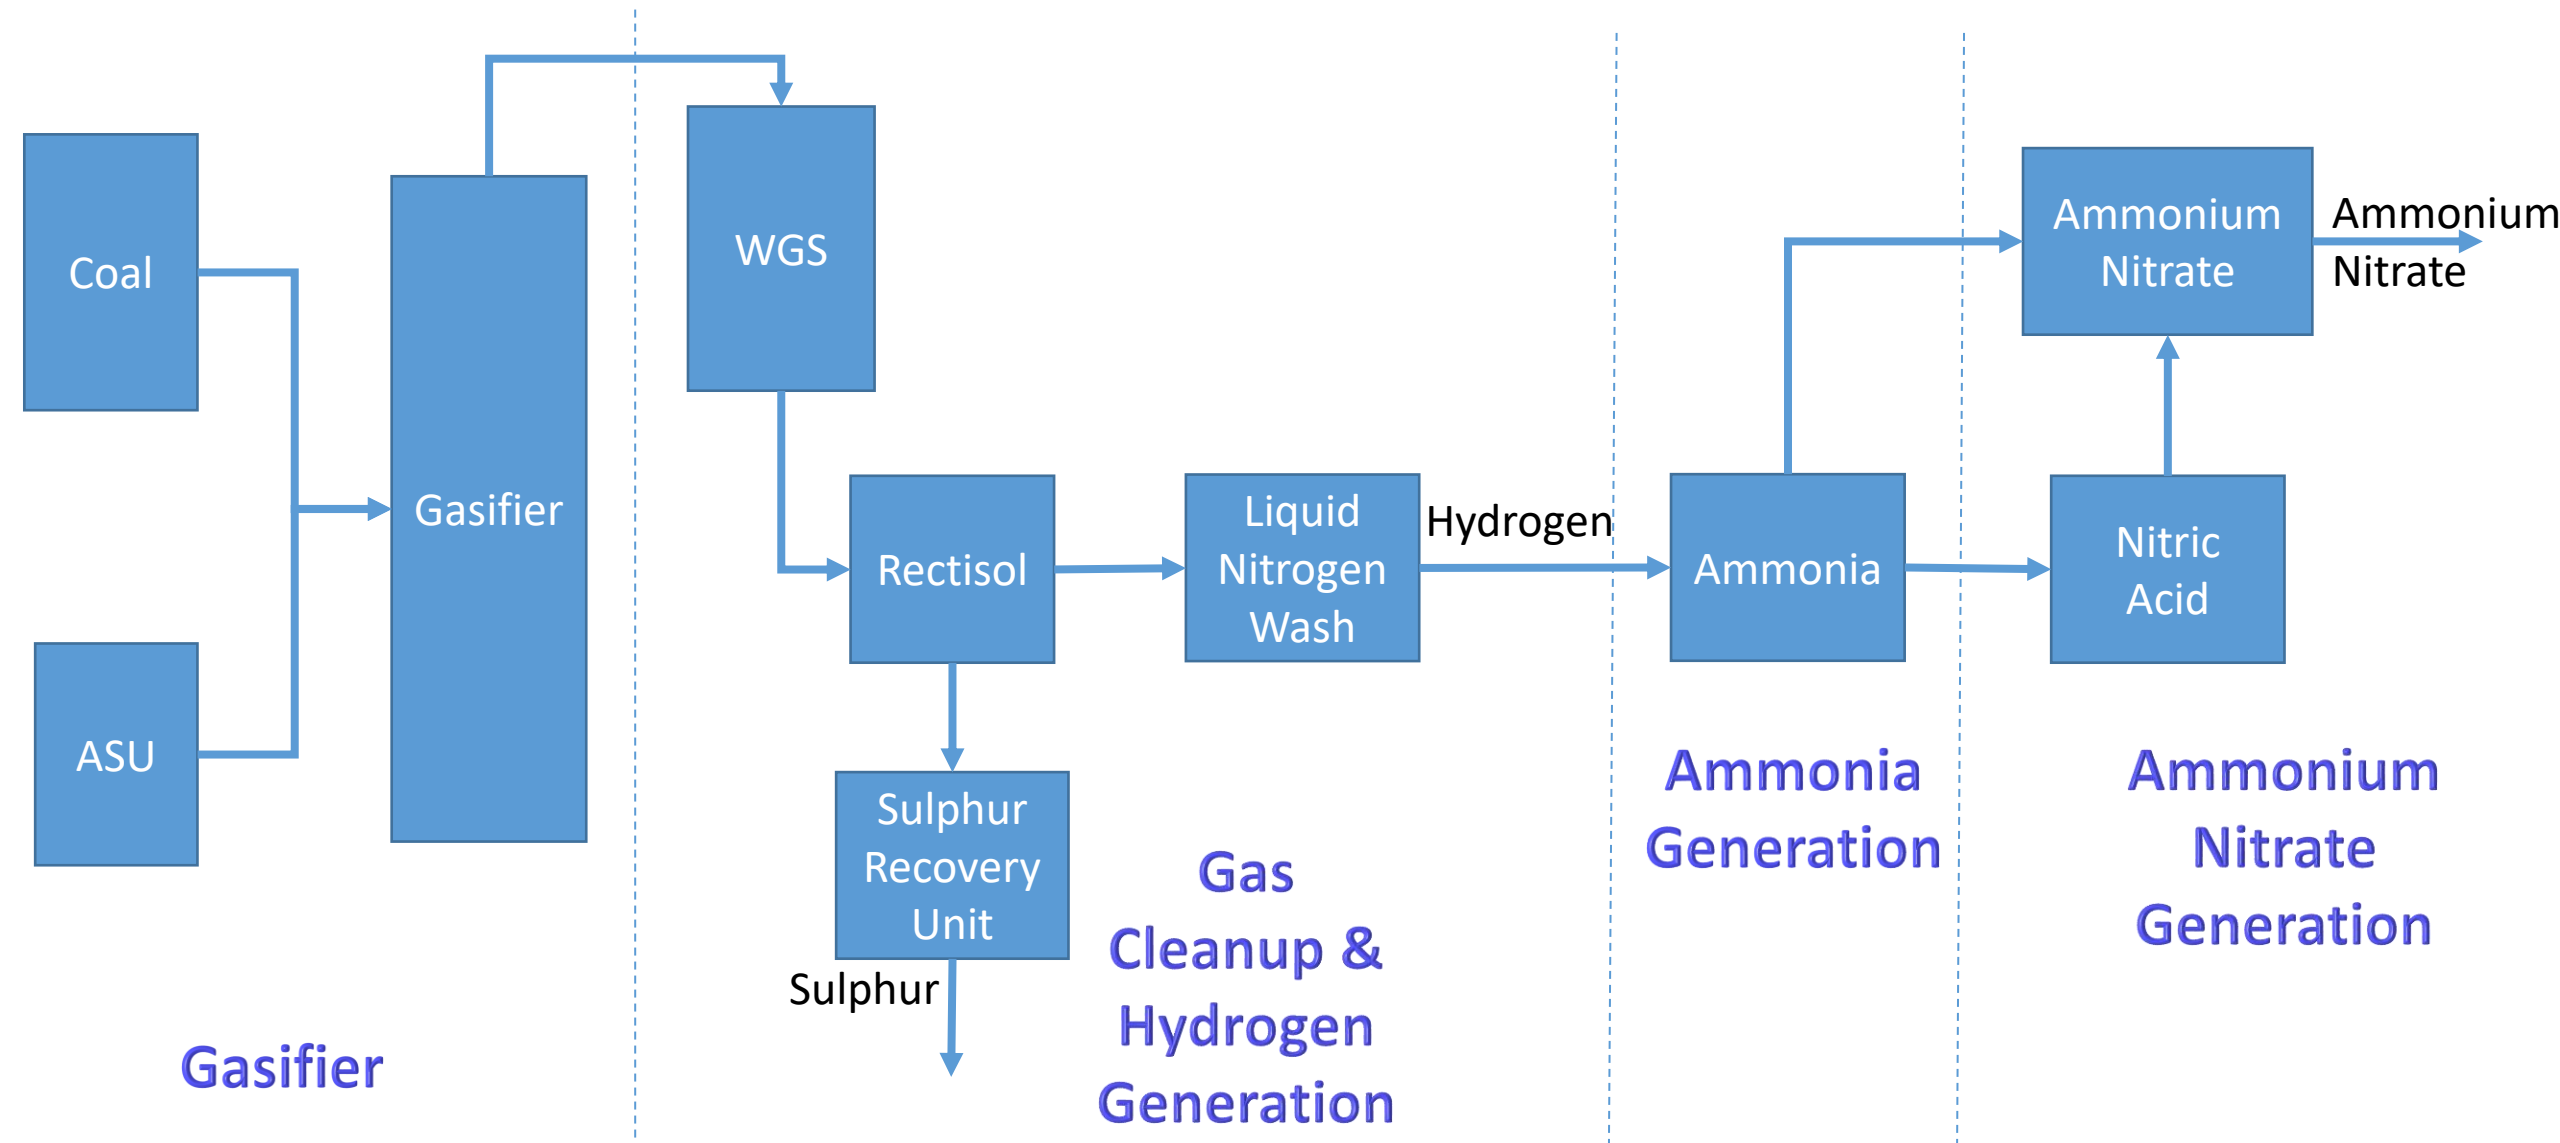 Coal
ASU
Gasifier
Gasifier
WGS
Rectisol
Sulphur
Recovery
Unit
Sulphur
Liquid
Nitrogen
Wash
Hydrogen
Gas
Cleanup &
Hydrogen
Generation
Ammonia
Ammonia
Generation
Ammonium
Nitrate
Ammonium
Nitrate
Nitric
Acid
Ammonium
Nitrate
Generation